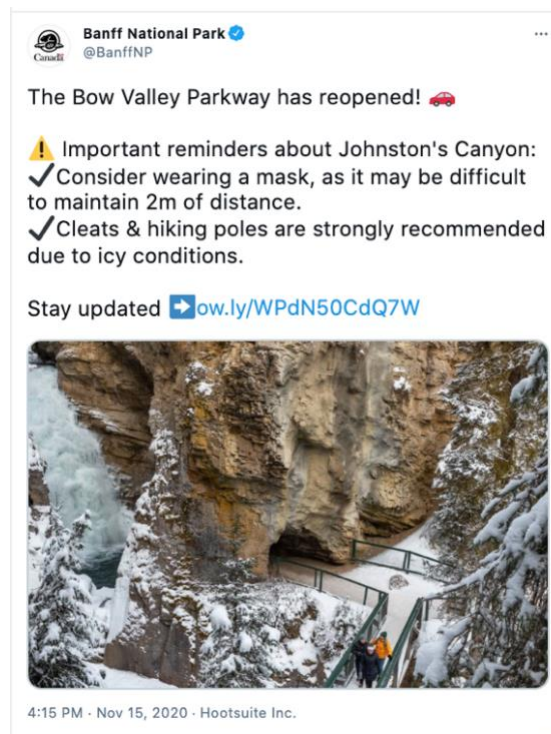 Banff National Park
@BanffNP
Canada
The Bow Valley Parkway has reopened! 🚗
⚠️ Important reminders about Johnston's Canyon:
✔️Consider wearing a mask, as it may be difficult
to maintain 2m of distance.
✔️Cleats & hiking poles are strongly recommended
due to icy conditions.
Stay updated ➡️ow.ly/WPdN50CdQ7W
4:15 PM · Nov 15, 2020 · Hootsuite Inc.